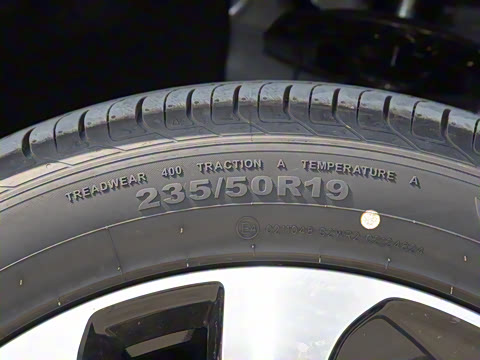 TREADWEAR 400 TRACTION A TEMPERATURE A
235/50R19